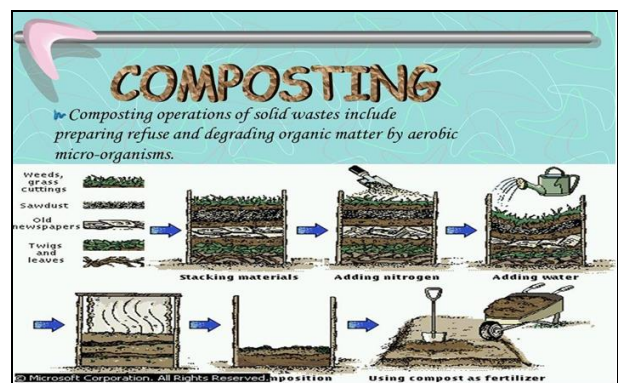 COMPOSTING
Composting operations of solid wastes include
preparing refuse and degrading organic matter by aerobic
micro-organisms.
Weeds,
grass
cuttings
Sawdust
Old
newspapers
Twigs
and
leaves
Stacking materials
Adding nitrogen
Adding water
© Microsoft Corporation. All Rights Reserved.
Using compost as fertilizer